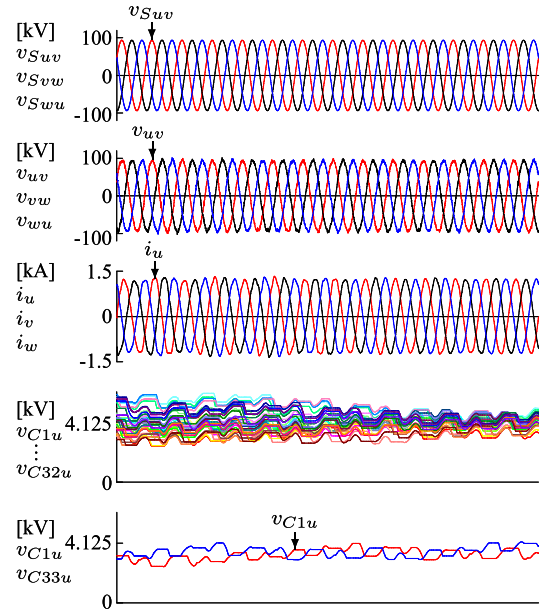 v_Suv
[kV] 100
v_Suv
v_Svw 0
v_Swu
-100
v_uv
[kV] 100
v_uv
v_vw 0
v_wu
-100
i_u
[kA] 1.5
i_u
i_v 0
i_w
-1.5
[kV]
4.125
v_C1u
⋮
v_C32u
0
v_C1u
[kV]
4.125
v_C1u
v_C33u
0